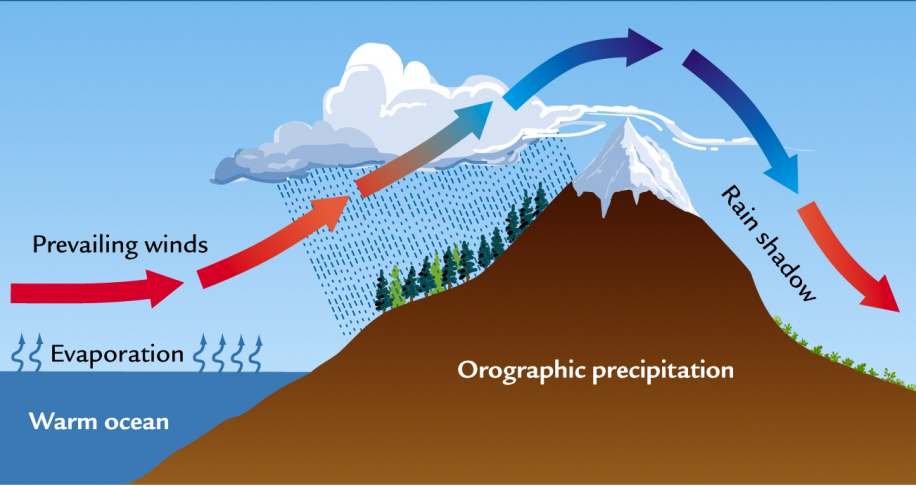 Prevailing winds
Evaporation
Warm ocean
Orographic precipitation
Rain shadow